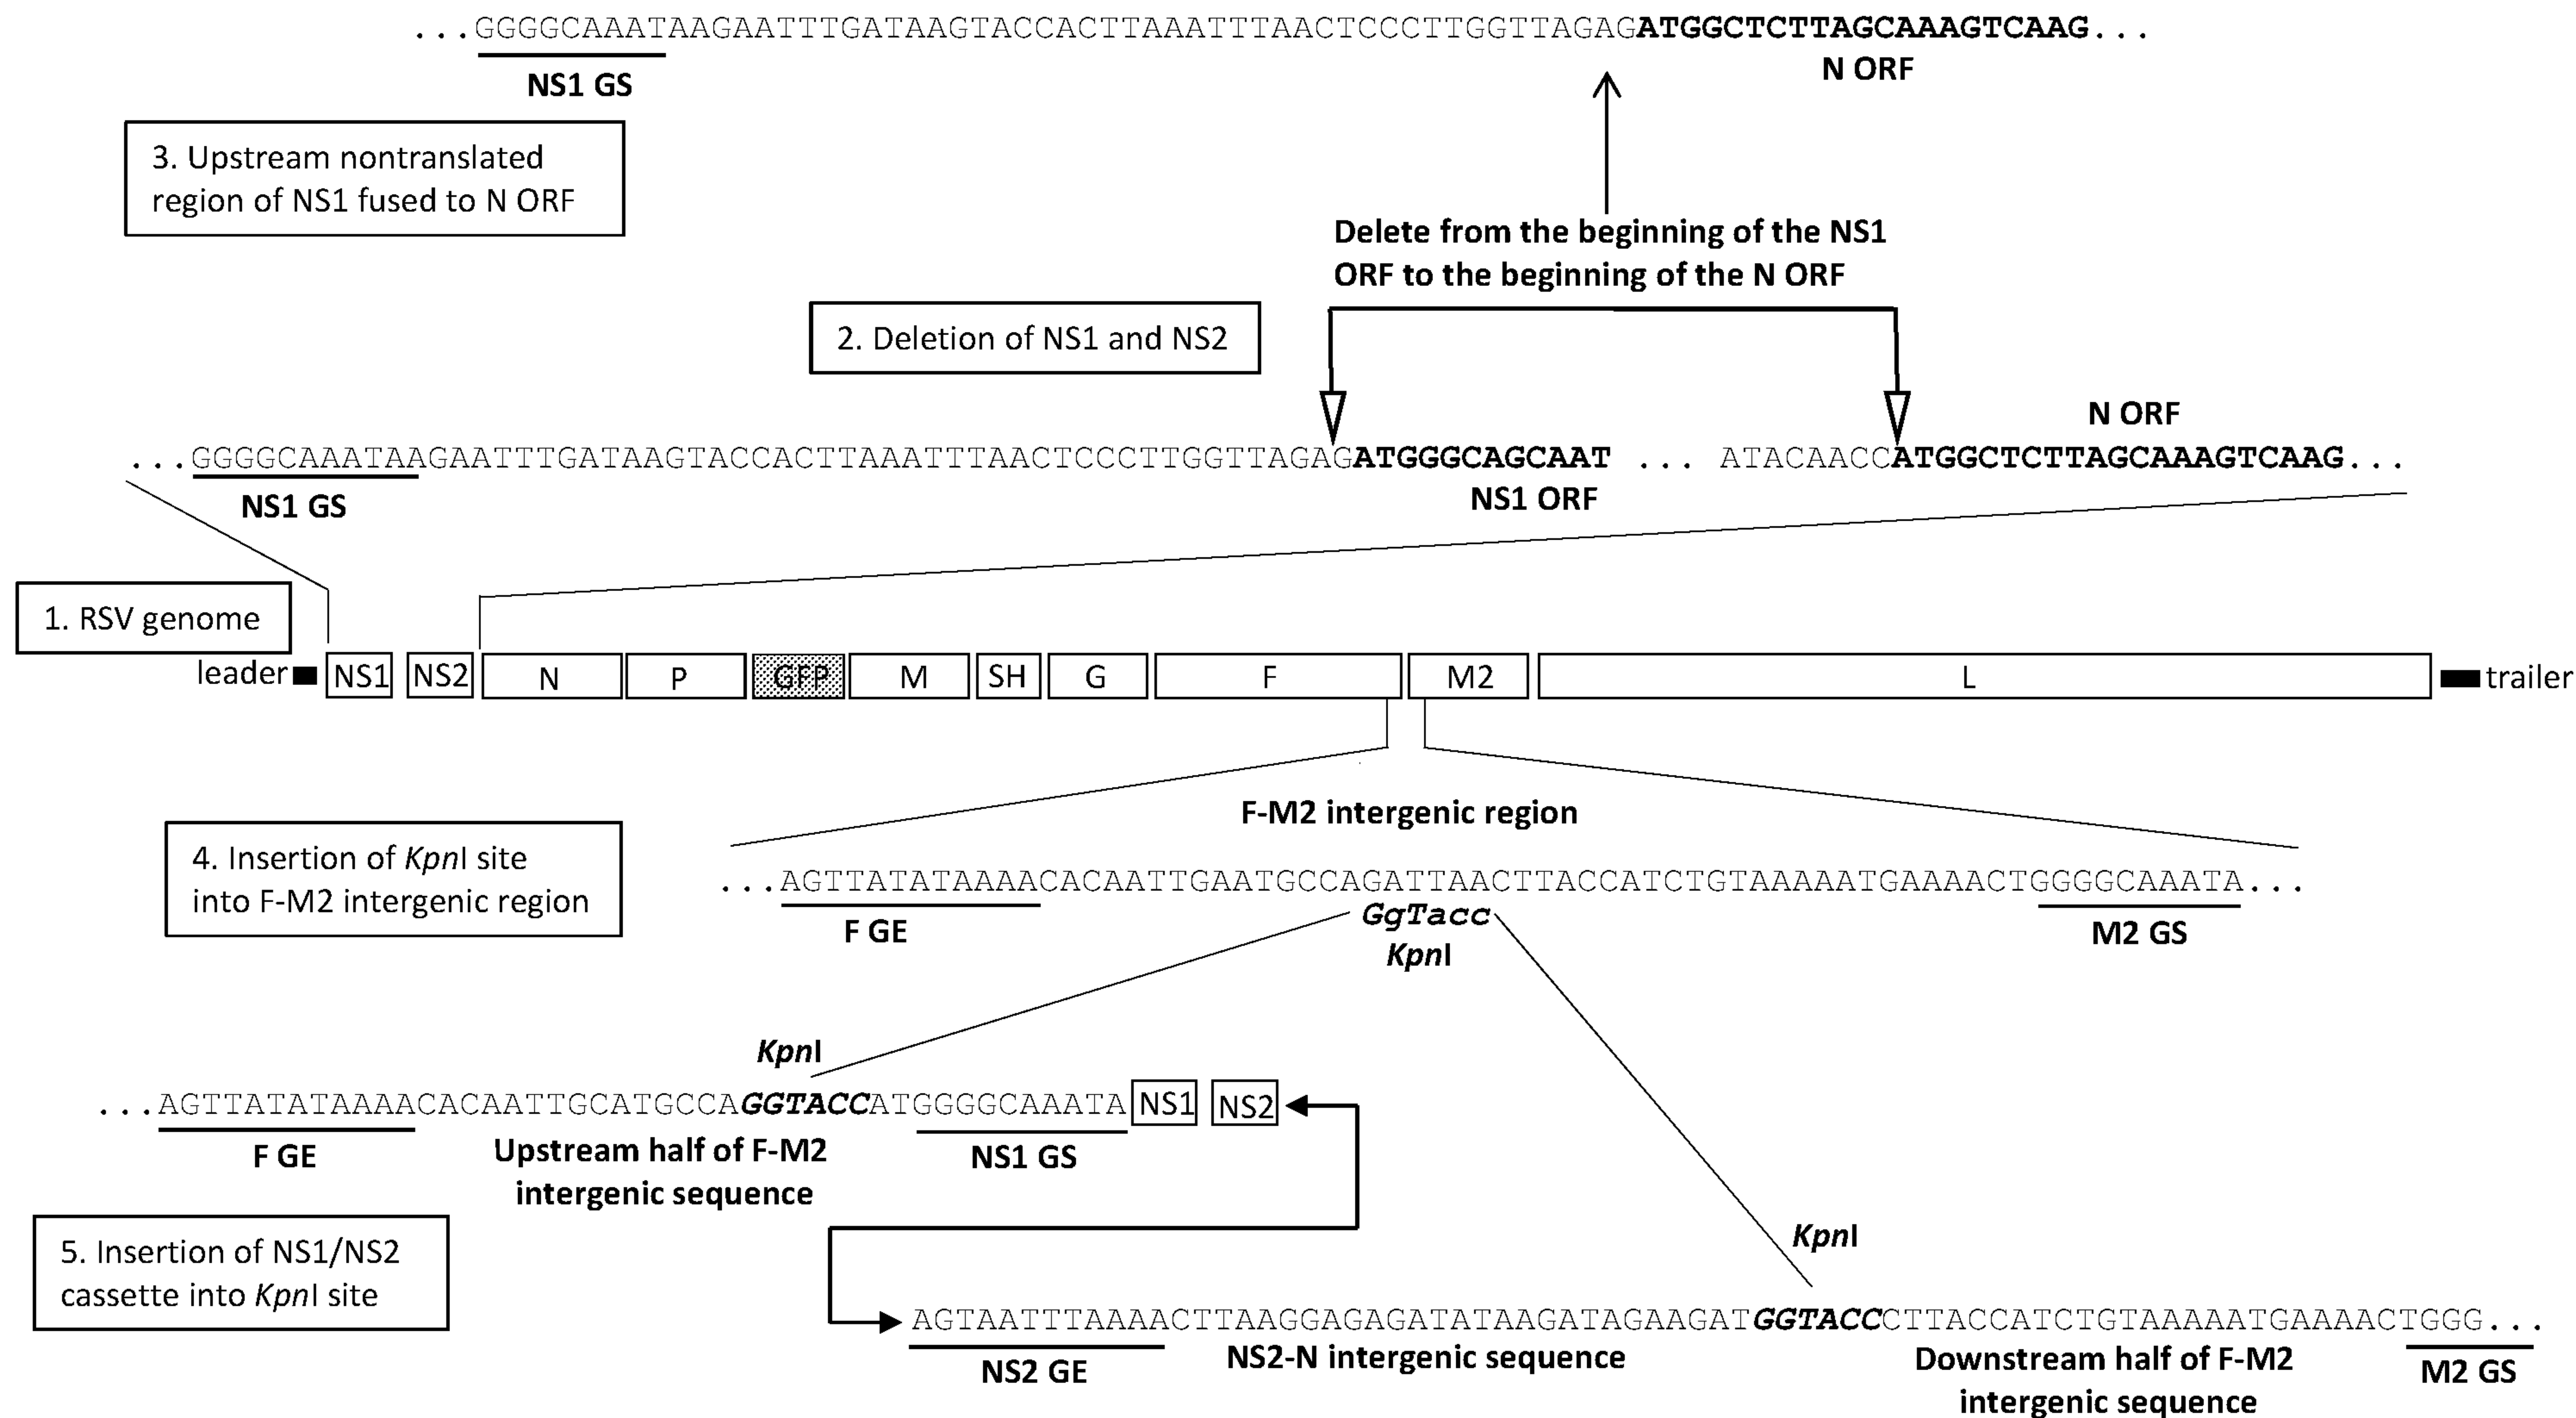 ...GGGGCAAATAAGAATTTGATAAGTACCACTTAAATTTAACTCCCTTGGTTAGAGATGGCTCTTAGCAAAGTCAAG...
NS1 GS
N ORF
3. Upstream nontranslated
region of NS1 fused to N ORF
Delete from the beginning of the NS1
ORF to the beginning of the N ORF
2. Deletion of NS1 and NS2
N ORF
...GGGGCAAATAAGAATTTGATAAGTACCACTTAAATTTAACTCCCTTGGTTAGAGATGGGCAGCAAT ... ATACAACCATGGCTCTTAGCAAAGTCAAG...
NS1 GS
NS1 ORF
1. RSV genome
leader NS1 NS2 N P GFP M SH G F M2 L trailer
F-M2 intergenic region
4. Insertion of KpnI site
into F-M2 intergenic region
...AGTTATATAAAACACAATTGAATGCCAGATTAACTTACCATCTGTAAAAATGAAAACTGGGGCAAATA...
F GE
GgTacc
KpnI
M2 GS
KpnI
...AGTTATATAAAACACAATTGCATGCCAGGTACCATGGGGCAAATA NS1 NS2
F GE
Upstream half of F-M2
intergenic sequence
NS1 GS
5. Insertion of NS1/NS2
cassette into KpnI site
KpnI
AGTAATTTAAAACTTAAGGAGAGATATAAGATAGAAGATGGTACCCTTACCATCTGTAAAAATGAAAACTGGG...
NS2 GE
NS2-N intergenic sequence
Downstream half of F-M2
intergenic sequence
M2 GS